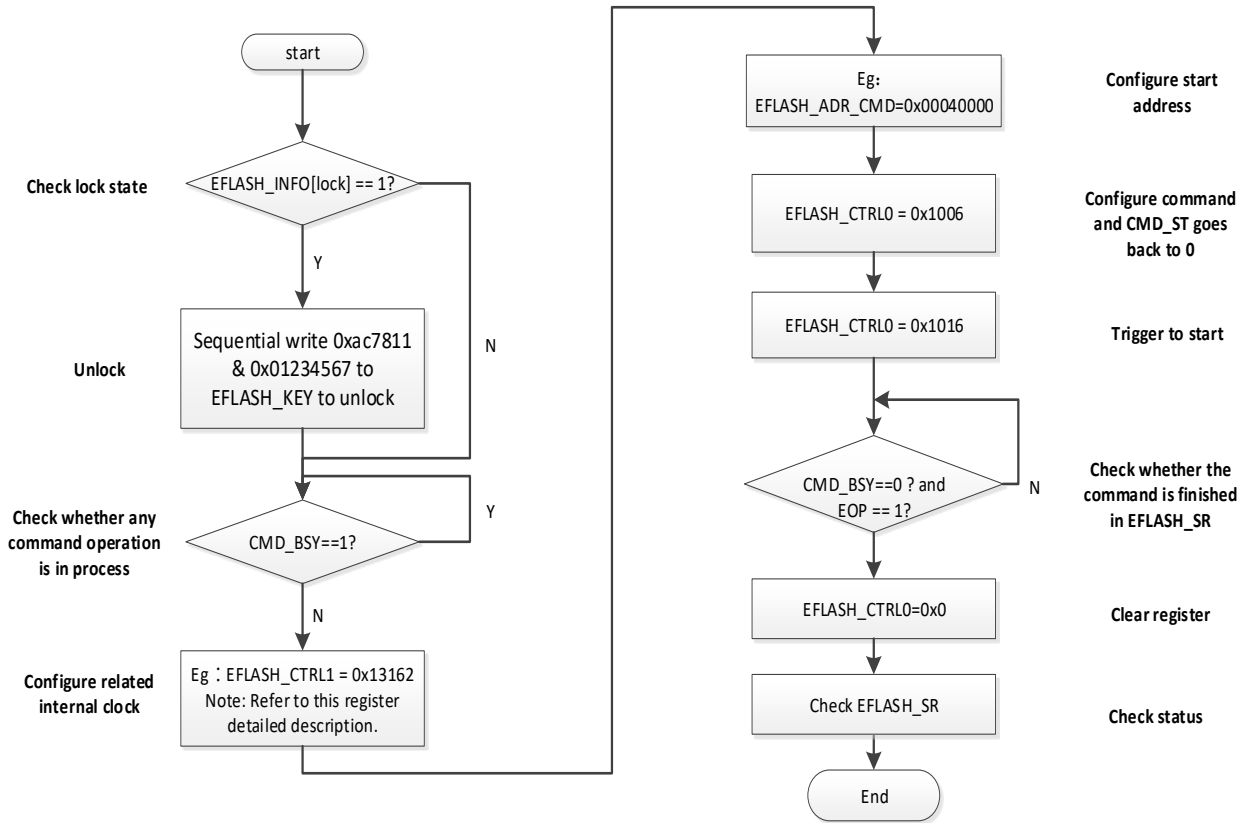 start
Check lock state
EFLASH_INFO[lock] == 1?
Y
N
Unlock
Sequential write 0xac7811
& 0x01234567 to
EFLASH_KEY to unlock
Check whether any
command operation
is in process
CMD_BSY==1?
Y
N
Configure related
internal clock
Eg：EFLASH_CTRL1 = 0x13162
Note: Refer to this register
detailed description.
Eg:
EFLASH_ADR_CMD=0x00040000
Configure start
address
EFLASH_CTRL0 = 0x1006
Configure command
and CMD_ST goes
back to 0
EFLASH_CTRL0 = 0x1016
Trigger to start
CMD_BSY==0 ? and
EOP == 1?
N
Check whether the
command is finished
in EFLASH_SR
EFLASH_CTRL0=0x0
Clear register
Check EFLASH_SR
Check status
End